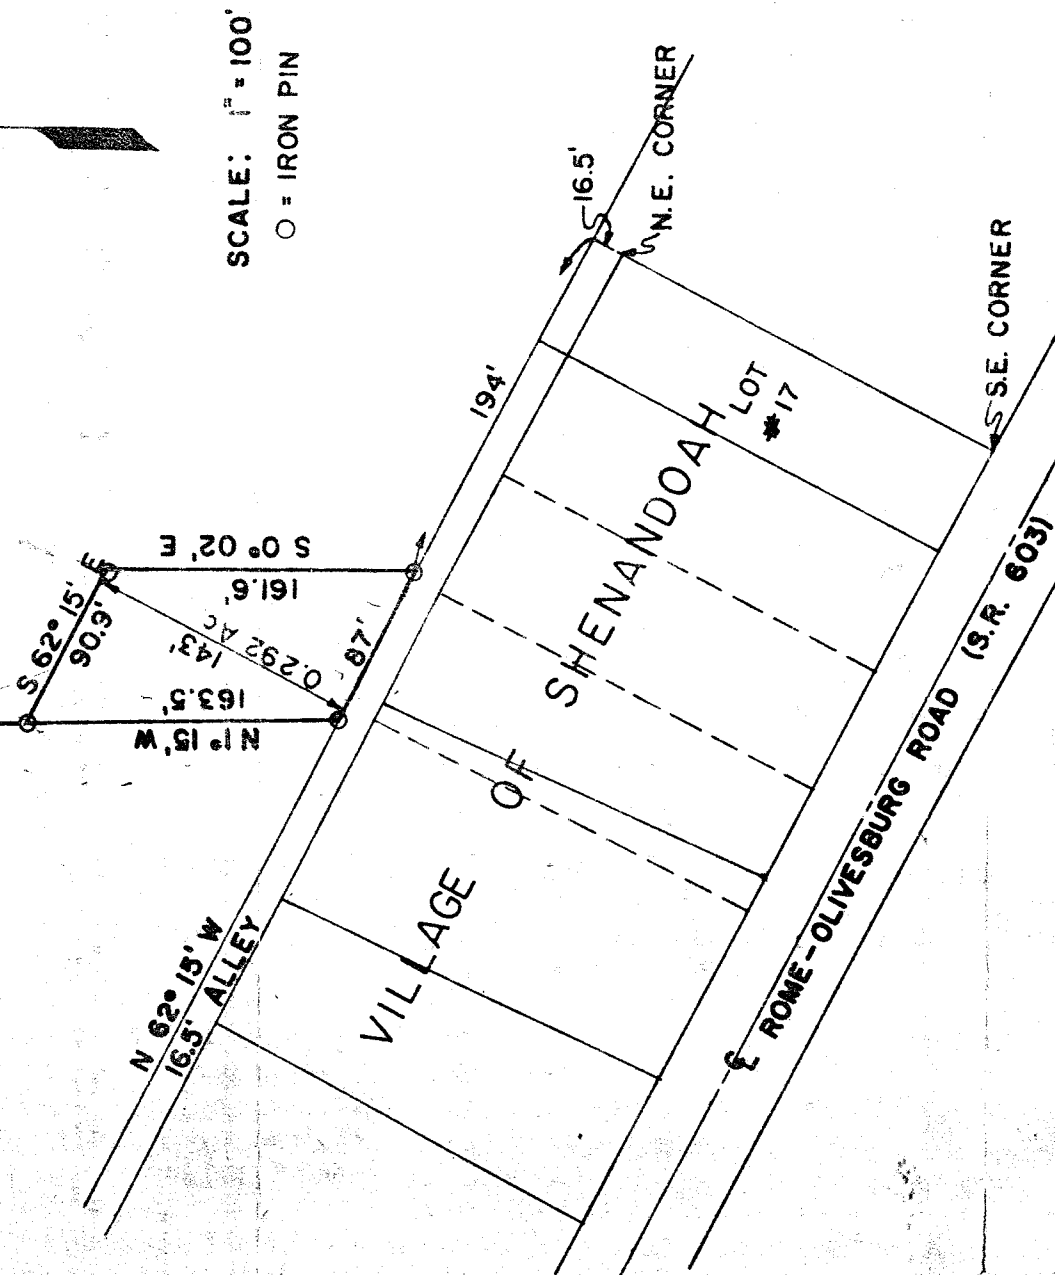 SCALE: 1" = 100'
O = IRON PIN
S 62° 15' E
90.9'
S 0° 02' E
161.6'
143'
0.292 Ac
163.5'
N 1° 15' W
87'
194'
16.5'
N.E. CORNER
S.E. CORNER
LOT
#17
N 62° 15' W
16.5' ALLEY
VILLAGE OF SHENANDOAH
℄ ROME-OLIVESBURG ROAD (S.R. 603)